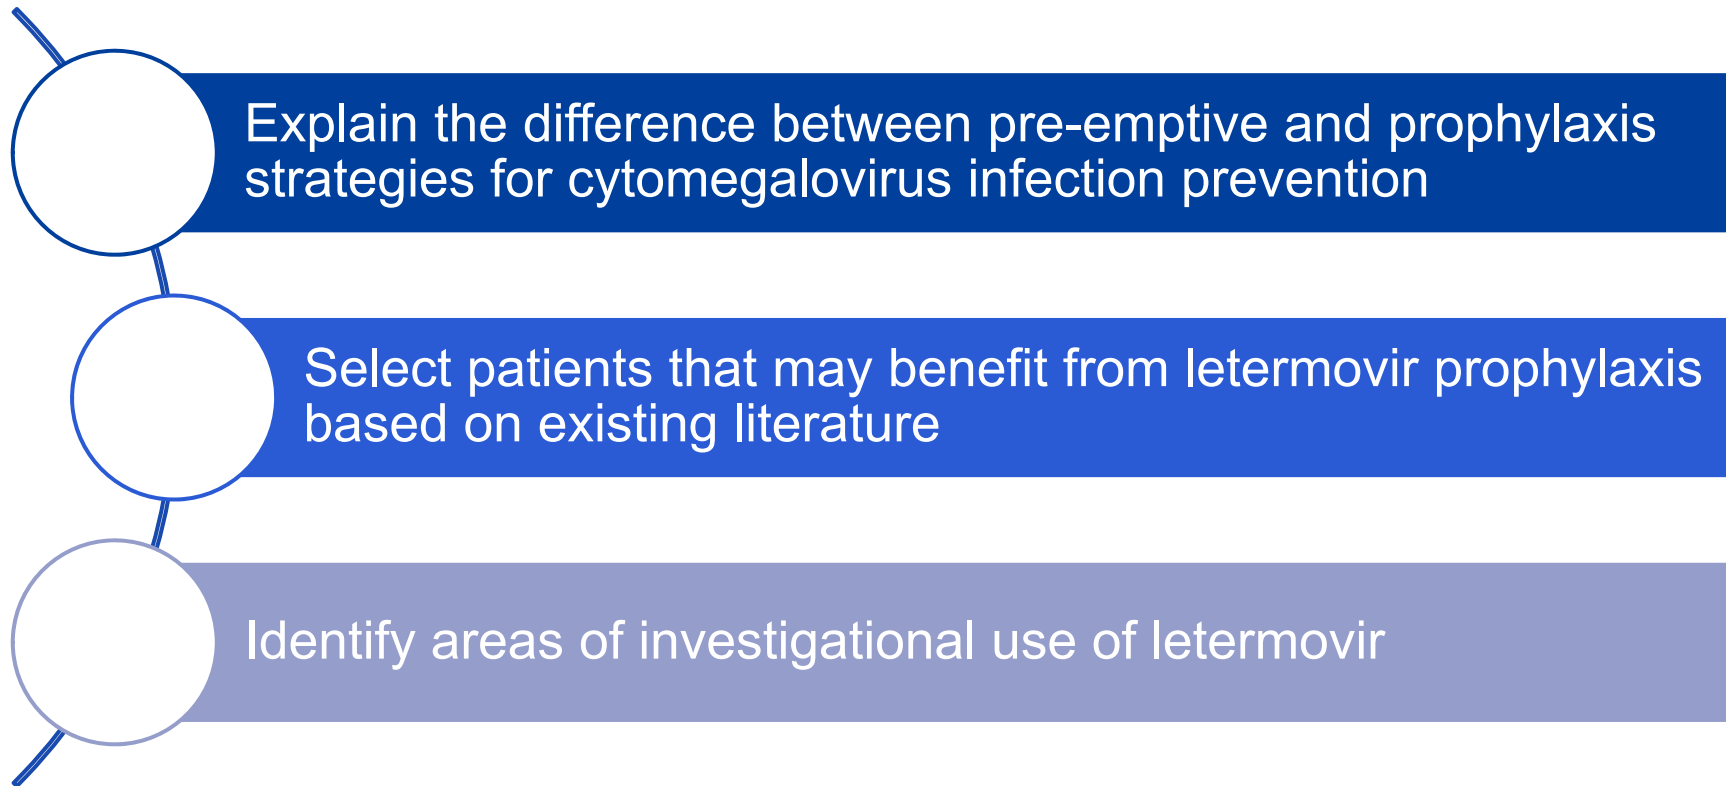 Explain the difference between pre-emptive and prophylaxis
strategies for cytomegalovirus infection prevention
Select patients that may benefit from letermovir prophylaxis
based on existing literature
Identify areas of investigational use of letermovir